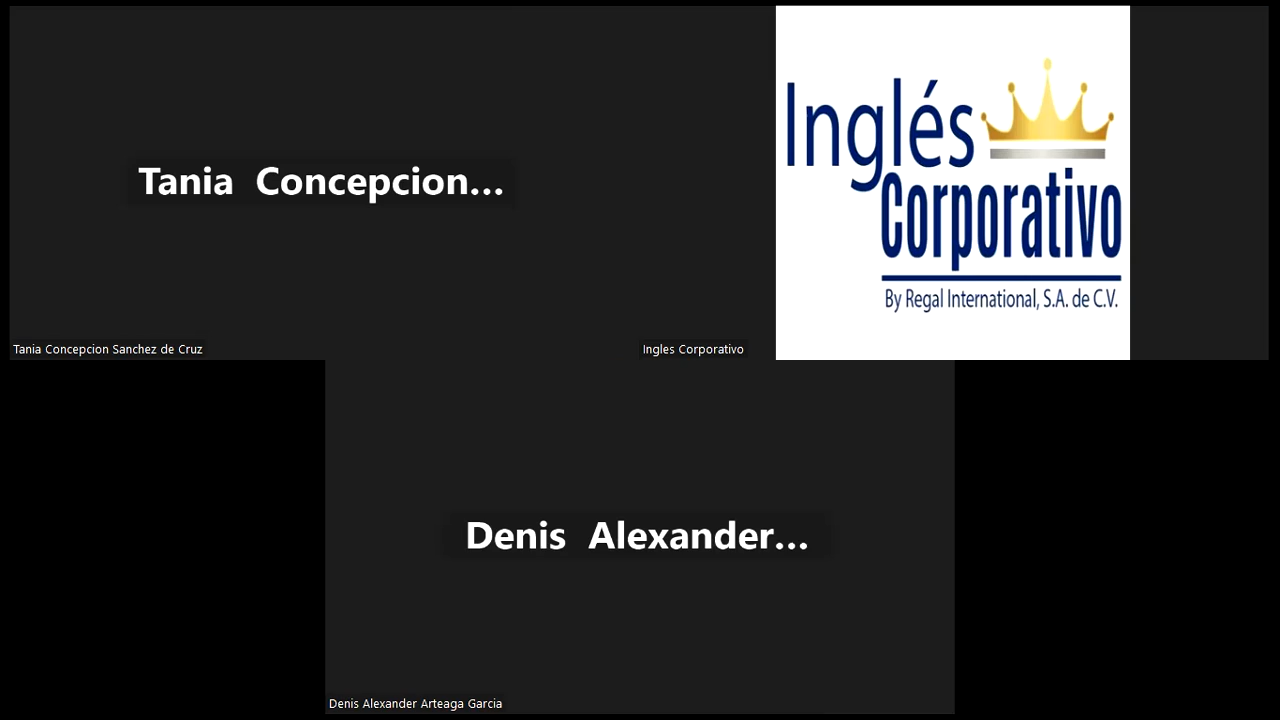 Tania Concepcion...
Tania Concepcion Sanchez de Cruz
Inglés
Corporativo
By Regal International, S.A. de C.V.
Ingles Corporativo
Denis Alexander...
Denis Alexander Arteaga Garcia